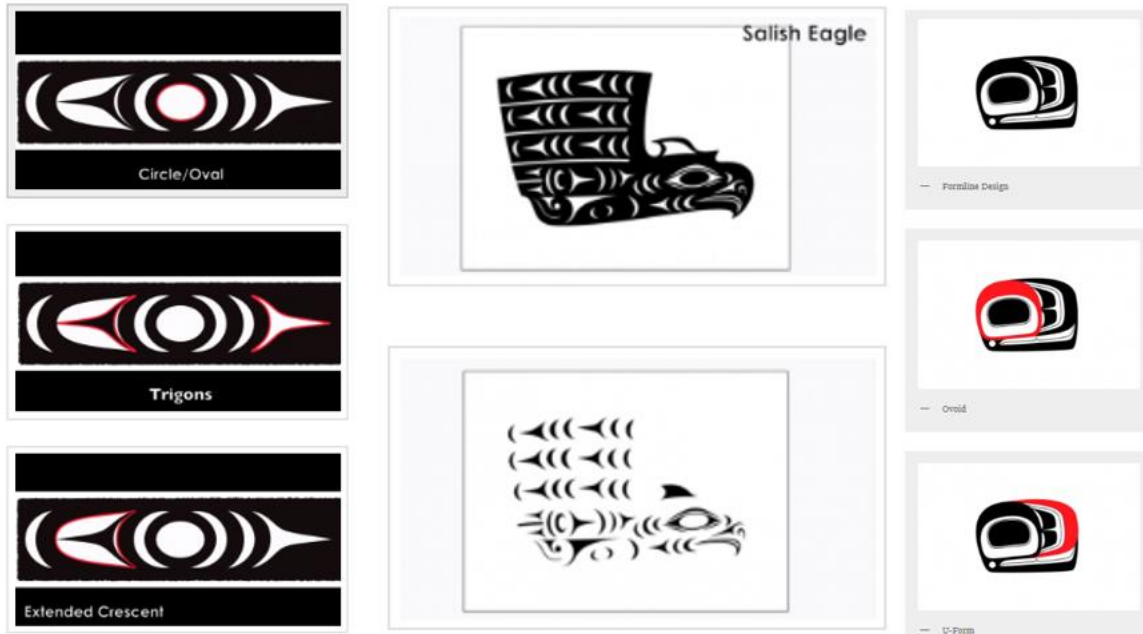 Circle/Oval
Trigons
Extended Crescent
Salish Eagle
— Formline Design
— Ovoid
— U-Form